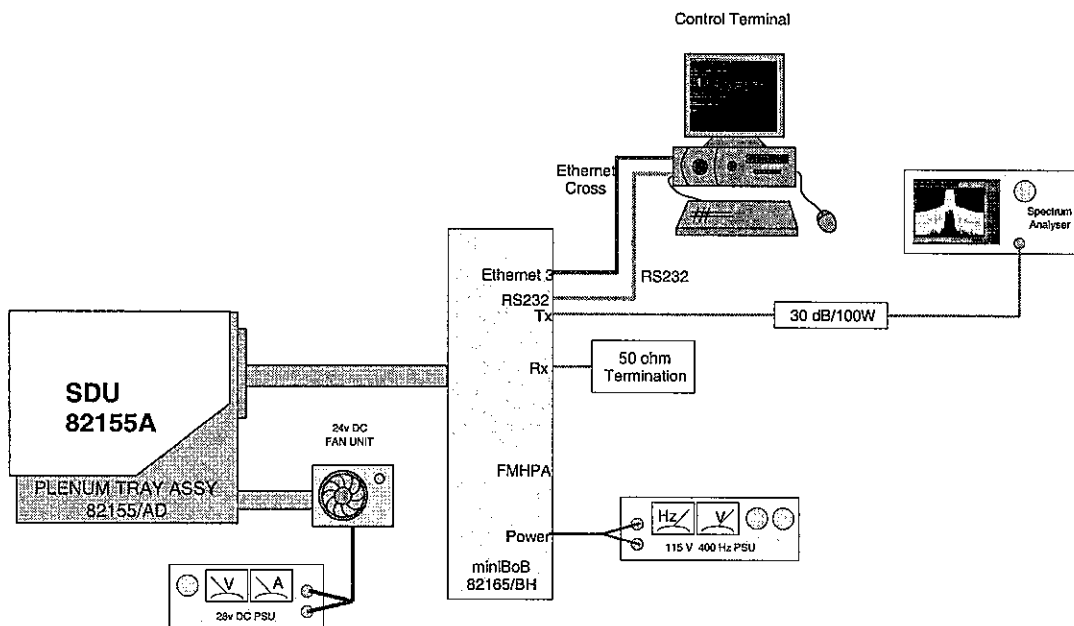 Control Terminal
Ethernet
Cross
Spectrum
Analyser
Ethernet 3
RS232
RS232
Tx
30 dB/100W
Rx
50 ohm
Termination
SDU
82155A
24v DC
FAN UNIT
FMHPA
PLENUM TRAY ASSY
82155/AD
Hz
V
Power
115 V 400 Hz PSU
miniBoB
82165/BH
V
A
28v DC PSU